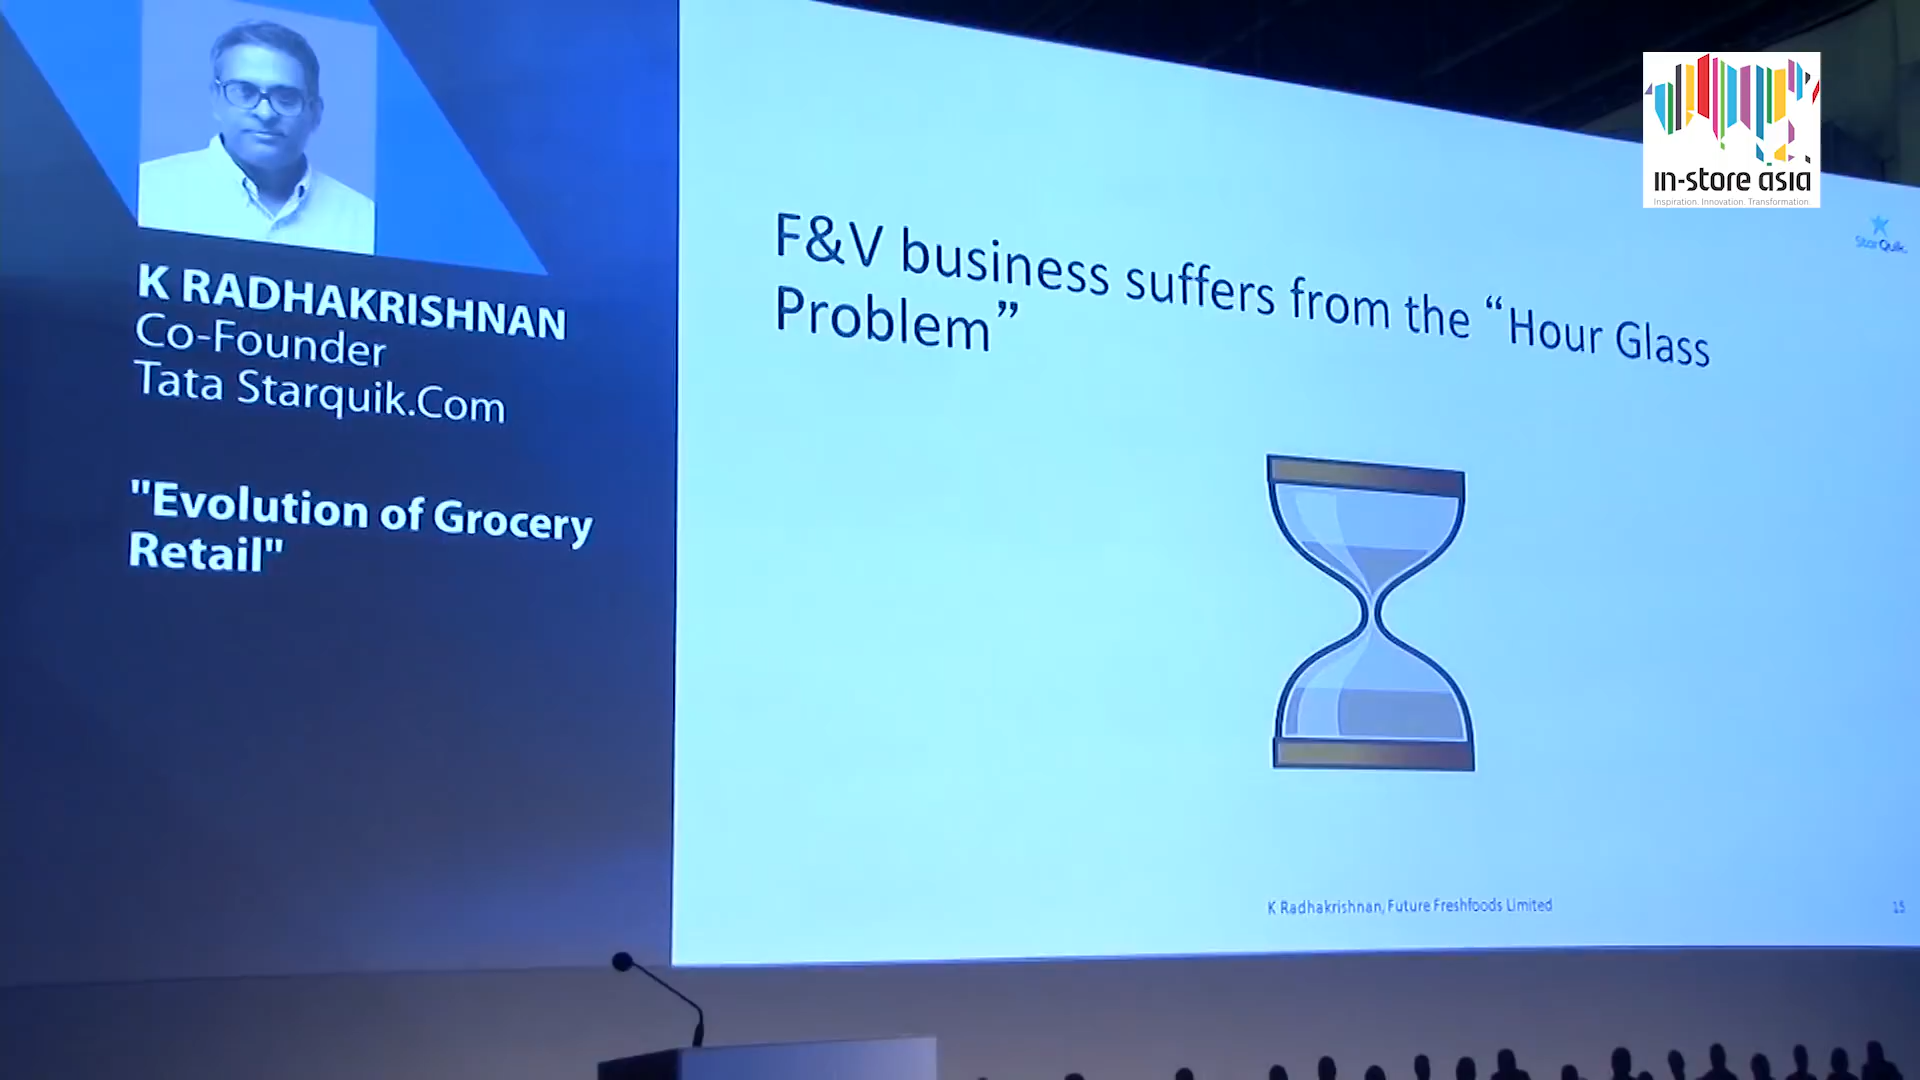 K RADHAKRISHNAN
Co-Founder
Tata Starquik.Com
"Evolution of Grocery
Retail"
in-store asia
Inspiration. Innovation. Transformation.
StarQuik
F&V business suffers from the “Hour Glass
Problem”
K Radhakrishnan, Future Freshfoods Limited
15